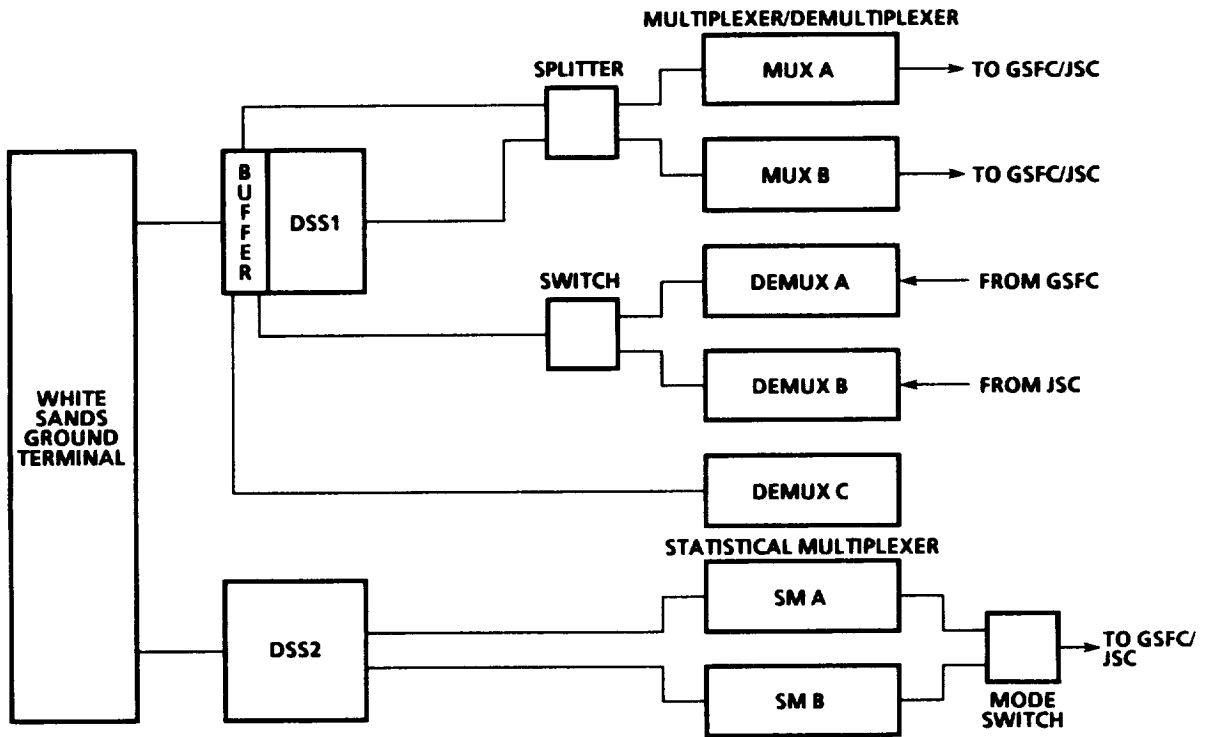 MULTIPLEXER/DEMULTIPLEXER
SPLITTER
MUX A
TO GSFC/JSC
MUX B
TO GSFC/JSC
BUFFER
DSS1
SWITCH
DEMUX A
FROM GSFC
DEMUX B
FROM JSC
WHITE
SANDS
GROUND
TERMINAL
DEMUX C
STATISTICAL MULTIPLEXER
SM A
DSS2
TO GSFC/
JSC
SM B
MODE
SWITCH